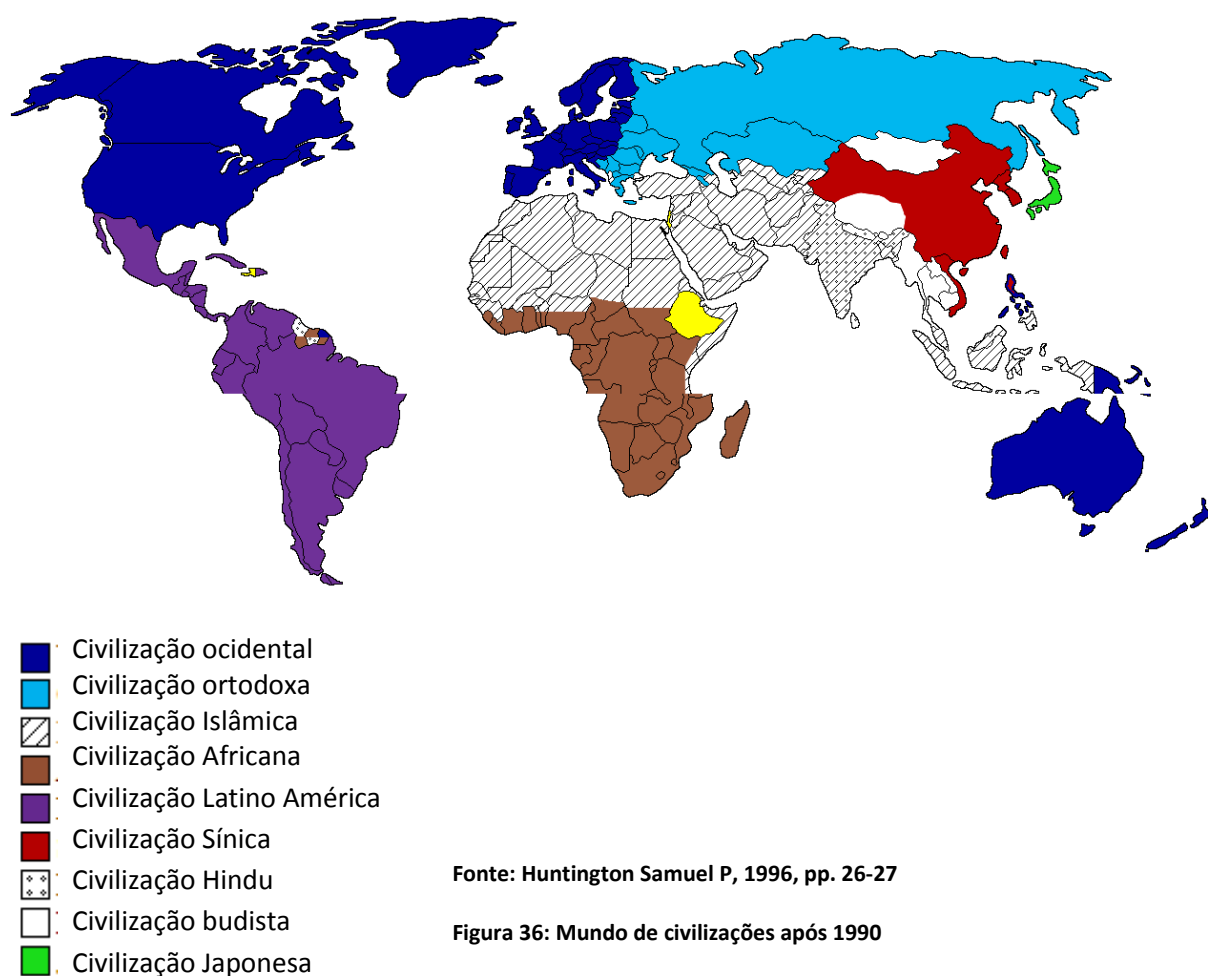 Civilização ocidental
Civilização ortodoxa
Civilização Islâmica
Civilização Africana
Civilização Latino América
Civilização Sínica
Civilização Hindu
Civilização budista
Civilização Japonesa
Fonte: Huntington Samuel P, 1996, pp. 26-27
Figura 36: Mundo de civilizações após 1990